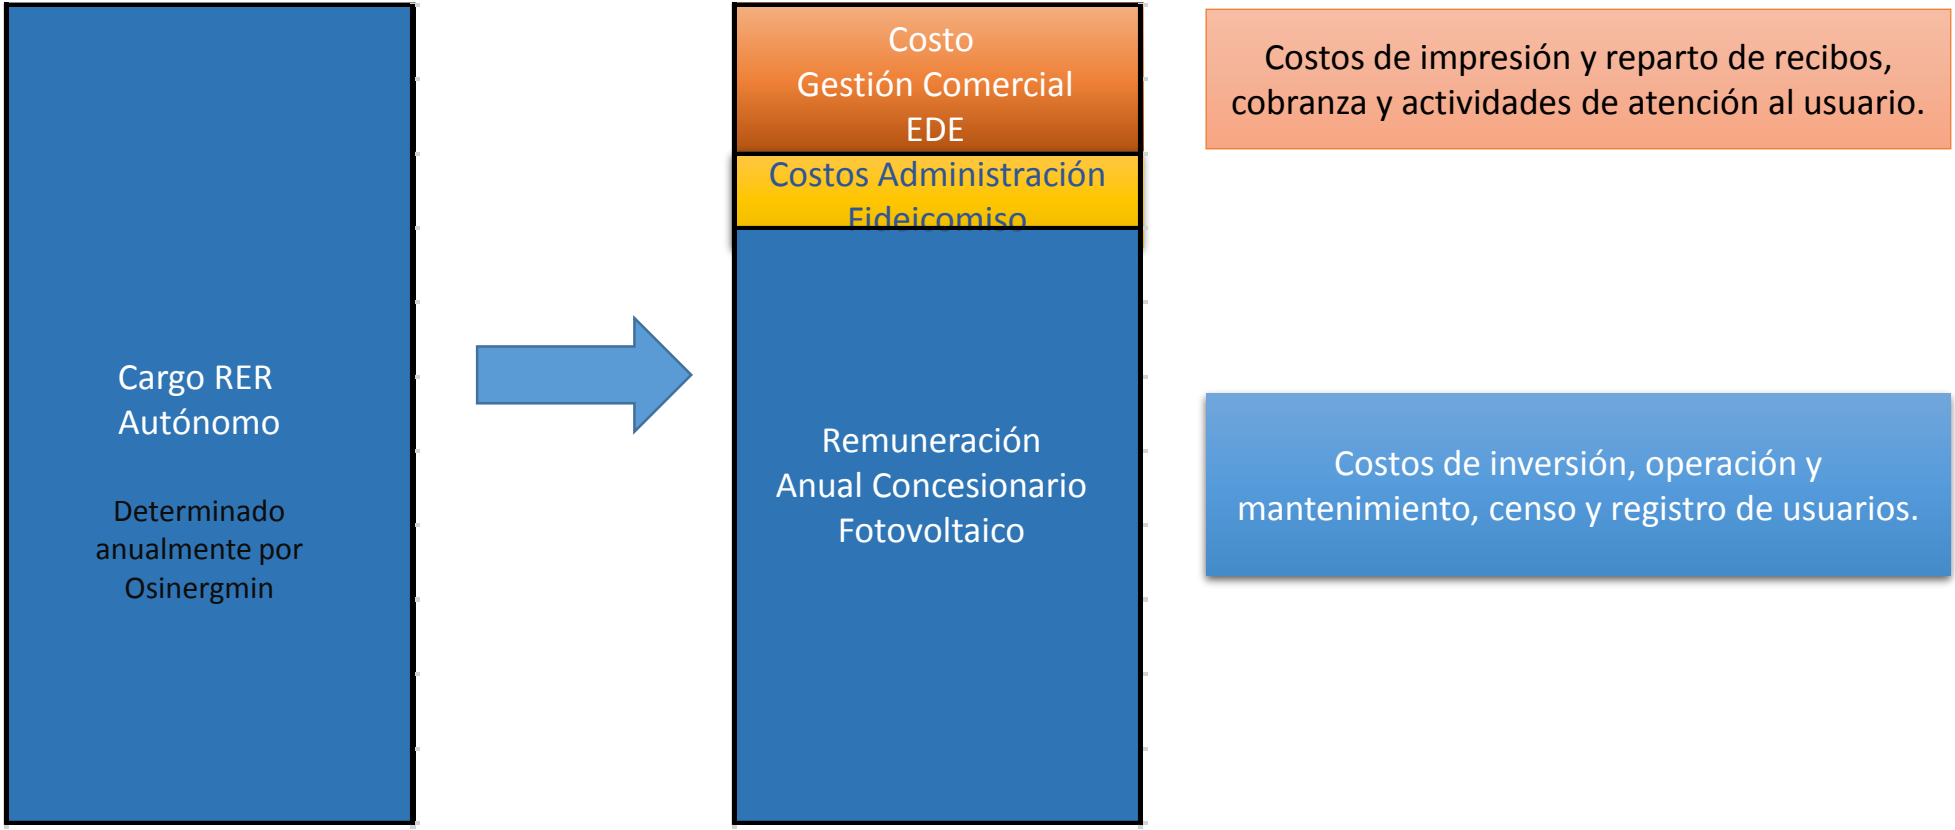 Cargo RER
Autónomo
Determinado
anualmente por
Osinergmin
Costo
Gestión Comercial
EDE
Costos Administración
Fideicomiso
Remuneración
Anual Concesionario
Fotovoltaico
Costos de impresión y reparto de recibos,
cobranza y actividades de atención al usuario.
Costos de inversión, operación y
mantenimiento, censo y registro de usuarios.